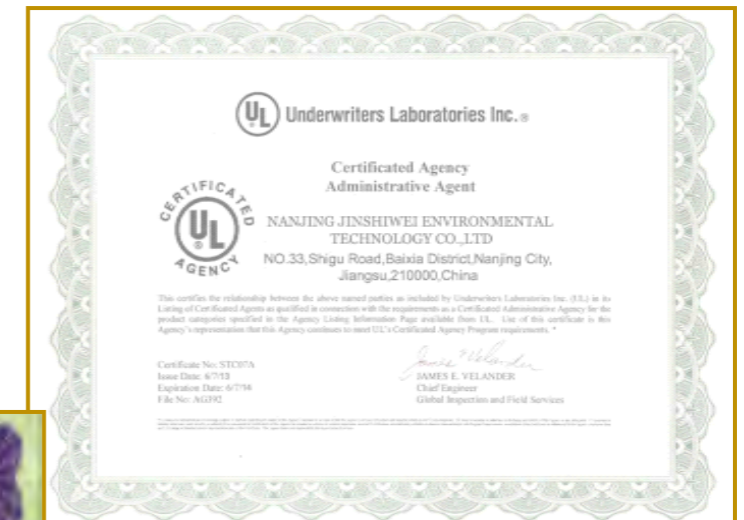 UL Underwriters Laboratories Inc.®
Certificated Agency
Administrative Agent
CERTIFICATED
UL
AGENCY
NANJING JINSHIWEI ENVIRONMENTAL
TECHNOLOGY CO.,LTD
NO.33,Shigu Road,Baixia District,Nanjing City,
Jiangsu,210000,China
This certifies the relationship between the above named parties as included by Underwriters Laboratories Inc. (UL) in its
Listing of Certificated Agents as qualified in connection with the requirements as a Certificated Administrative Agency for the
product categories specified in the Agency Listing Information Page available from UL. Use of this certificate is this
Agency's representation that this Agency continues to meet UL's Certificated Agency Program requirements. *
Certificate No: STC07A
Issue Date: 6/7/13
Expiration Date: 6/7/14
File No: AG392
James E Velander
JAMES E. VELANDER
Chief Engineer
Global Inspection and Field Services